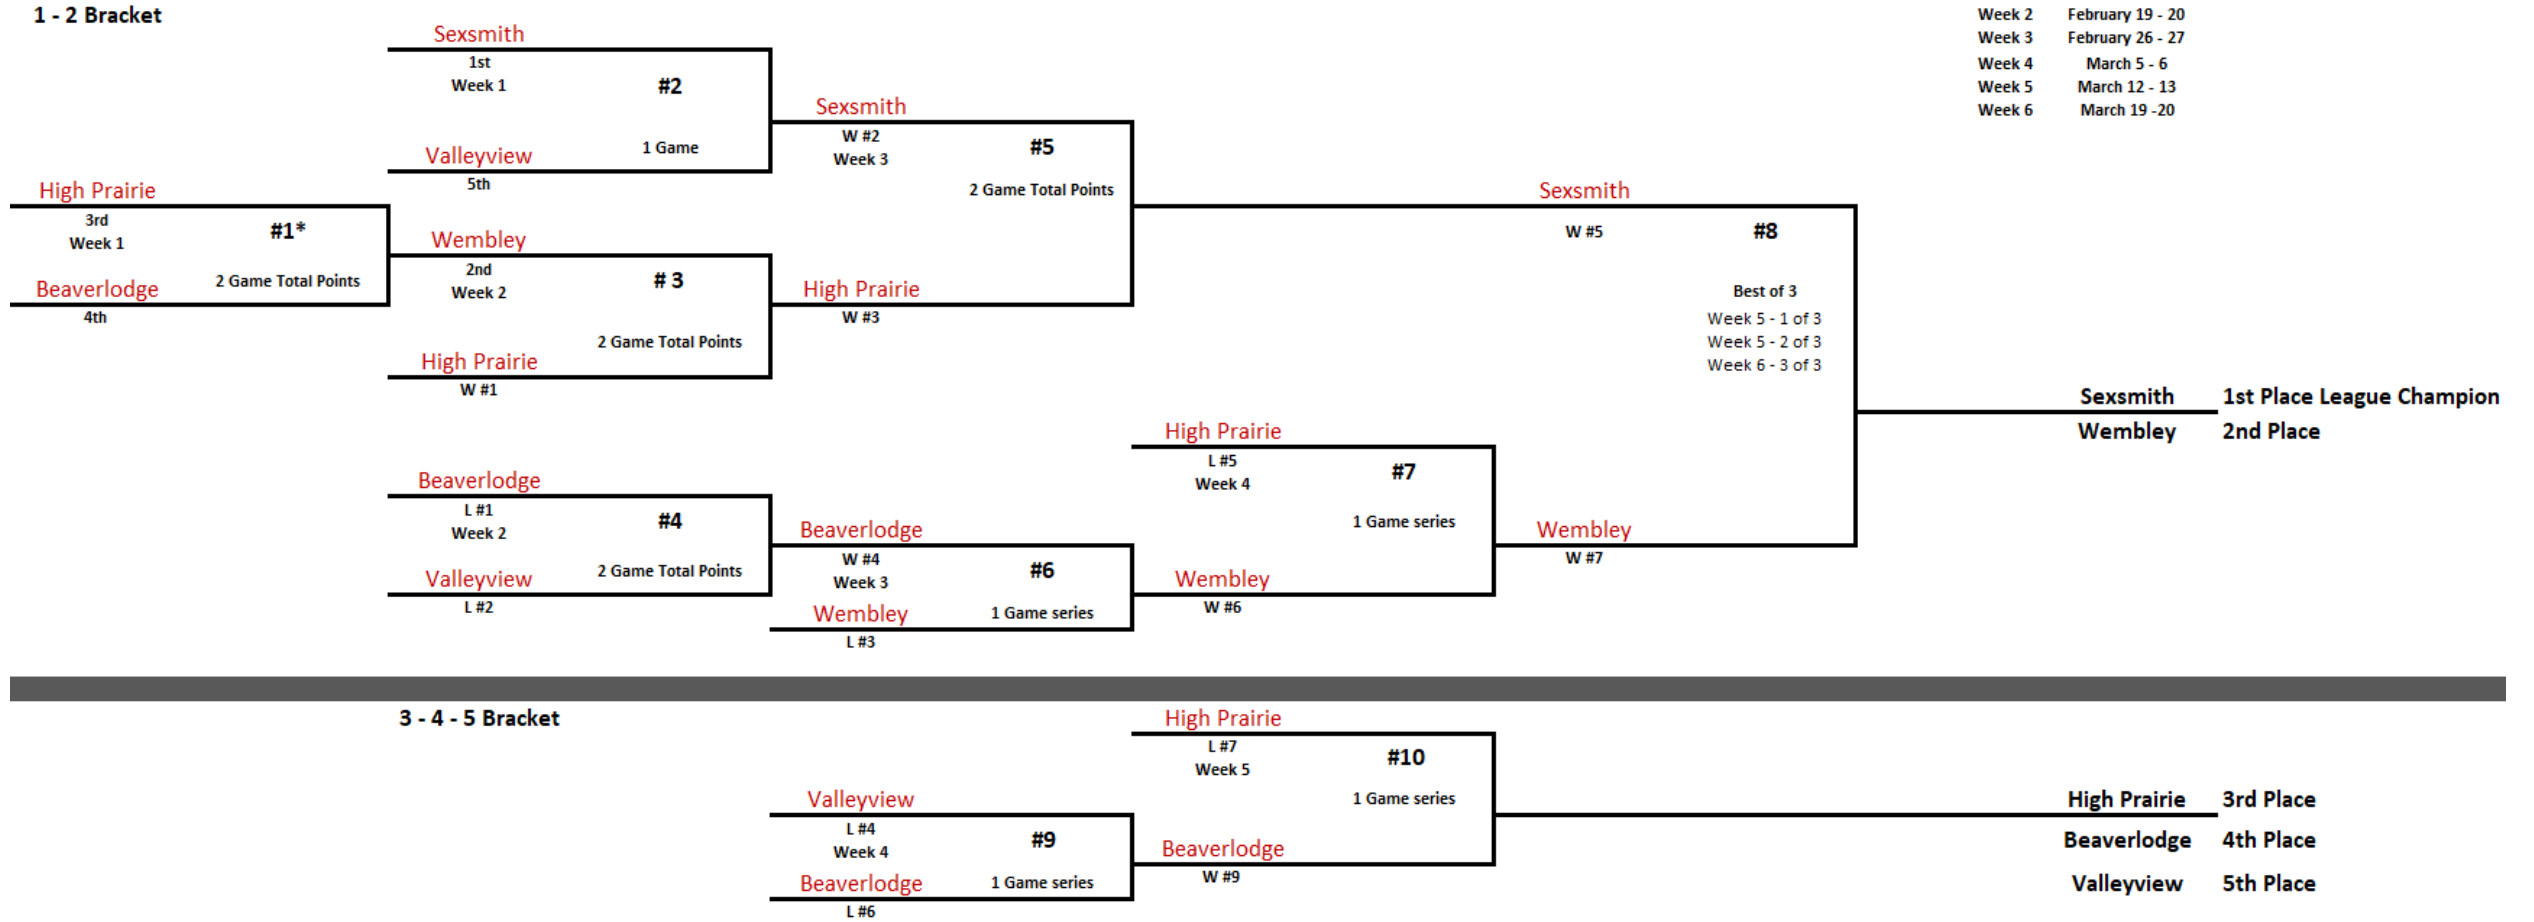 1 - 2 Bracket
Week 2 February 19 - 20
Week 3 February 26 - 27
Week 4 March 5 - 6
Week 5 March 12 - 13
Week 6 March 19 -20
Sexsmith
1st
Week 1
#2
1 Game
Valleyview
5th
High Prairie
3rd
Week 1
#1*
2 Game Total Points
Beaverlodge
4th
Wembley
2nd
Week 2
# 3
2 Game Total Points
High Prairie
W #1
Sexsmith
W #2
Week 3
#5
2 Game Total Points
High Prairie
W #3
Sexsmith
W #5
#8
Best of 3
Week 5 - 1 of 3
Week 5 - 2 of 3
Week 6 - 3 of 3
Sexsmith 1st Place League Champion
Wembley 2nd Place
Beaverlodge
L #1
Week 2
#4
2 Game Total Points
Valleyview
L #2
Beaverlodge
W #4
Week 3
#6
1 Game series
Wembley
L #3
High Prairie
L #5
Week 4
#7
1 Game series
Wembley
W #6
Wembley
W #7
3 - 4 - 5 Bracket
High Prairie
L #7
Week 5
#10
1 Game series
Valleyview
L #4
Week 4
#9
1 Game series
Beaverlodge
L #6
Beaverlodge
W #9
High Prairie 3rd Place
Beaverlodge 4th Place
Valleyview 5th Place